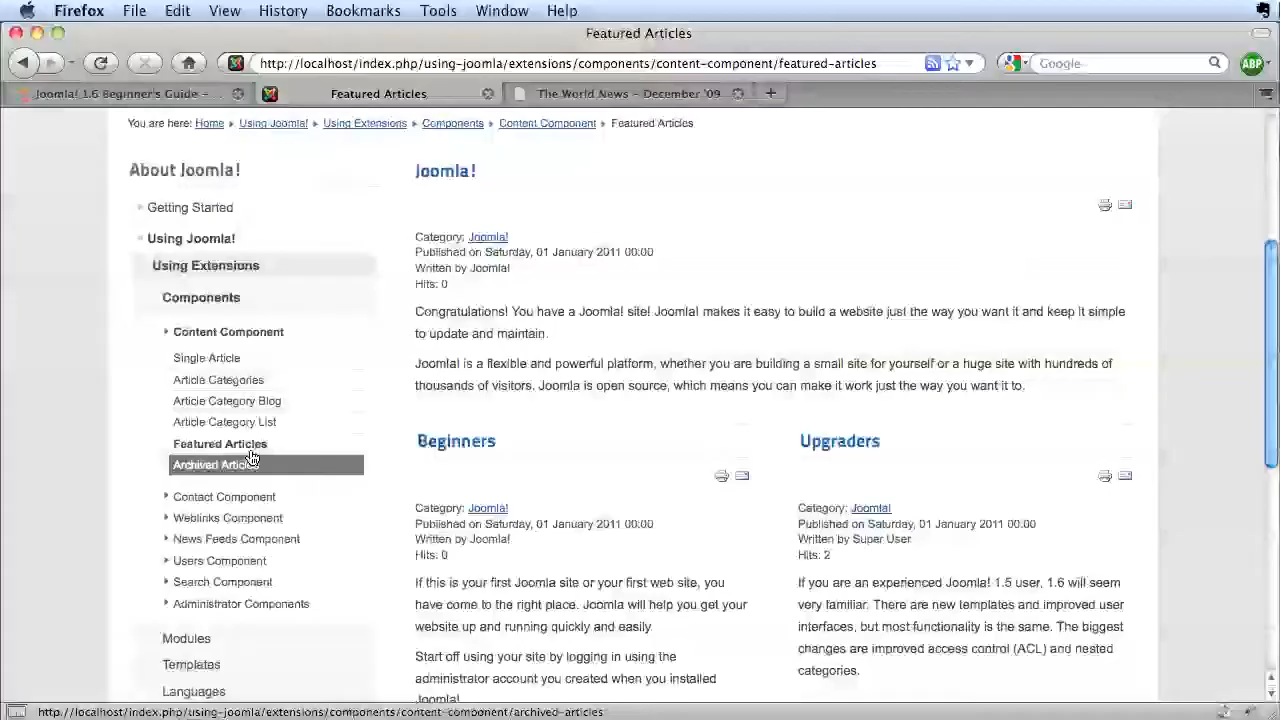 Firefox File Edit View History Bookmarks Tools Window Help
Featured Articles
http://localhost/index.php/using-joomla/extensions/components/content-component/featured-articles
Google
ABP
Joomla! 1.6 Beginner's Guide –
Featured Articles
The World News – December '09
You are here: Home Using Joomla! Using Extensions Components Content Component Featured Articles
About Joomla!
Getting Started
Using Joomla!
Using Extensions
Components
Content Component
Single Article
Article Categories
Article Category Blog
Article Category List
Featured Articles
Archived Articles
Contact Component
Weblinks Component
News Feeds Component
Users Component
Search Component
Administrator Components
Modules
Templates
Languages
Joomla!
Category: Joomla!
Published on Saturday, 01 January 2011 00:00
Written by Joomla!
Hits: 0
Congratulations! You have a Joomla! site! Joomla! makes it easy to build a website just the way you want it and keep it simple
to update and maintain.
Joomla! is a flexible and powerful platform, whether you are building a small site for yourself or a huge site with hundreds of
thousands of visitors. Joomla is open source, which means you can make it work just the way you want it to.
Beginners
Category: Joomla!
Published on Saturday, 01 January 2011 00:00
Written by Joomla!
Hits: 0
If this is your first Joomla site or your first web site, you
have come to the right place. Joomla will help you get your
website up and running quickly and easily.
Start off using your site by logging in using the
administrator account you created when you installed
Joomla!
Upgraders
Category: Joomla!
Published on Saturday, 01 January 2011 00:00
Written by Super User
Hits: 2
If you are an experienced Joomla! 1.5 user, 1.6 will seem
very familiar. There are new templates and improved user
interfaces, but most functionality is the same. The biggest
changes are improved access control (ACL) and nested
categories.
http://localhost/index.php/using-joomla/extensions/components/content-component/archived-articles